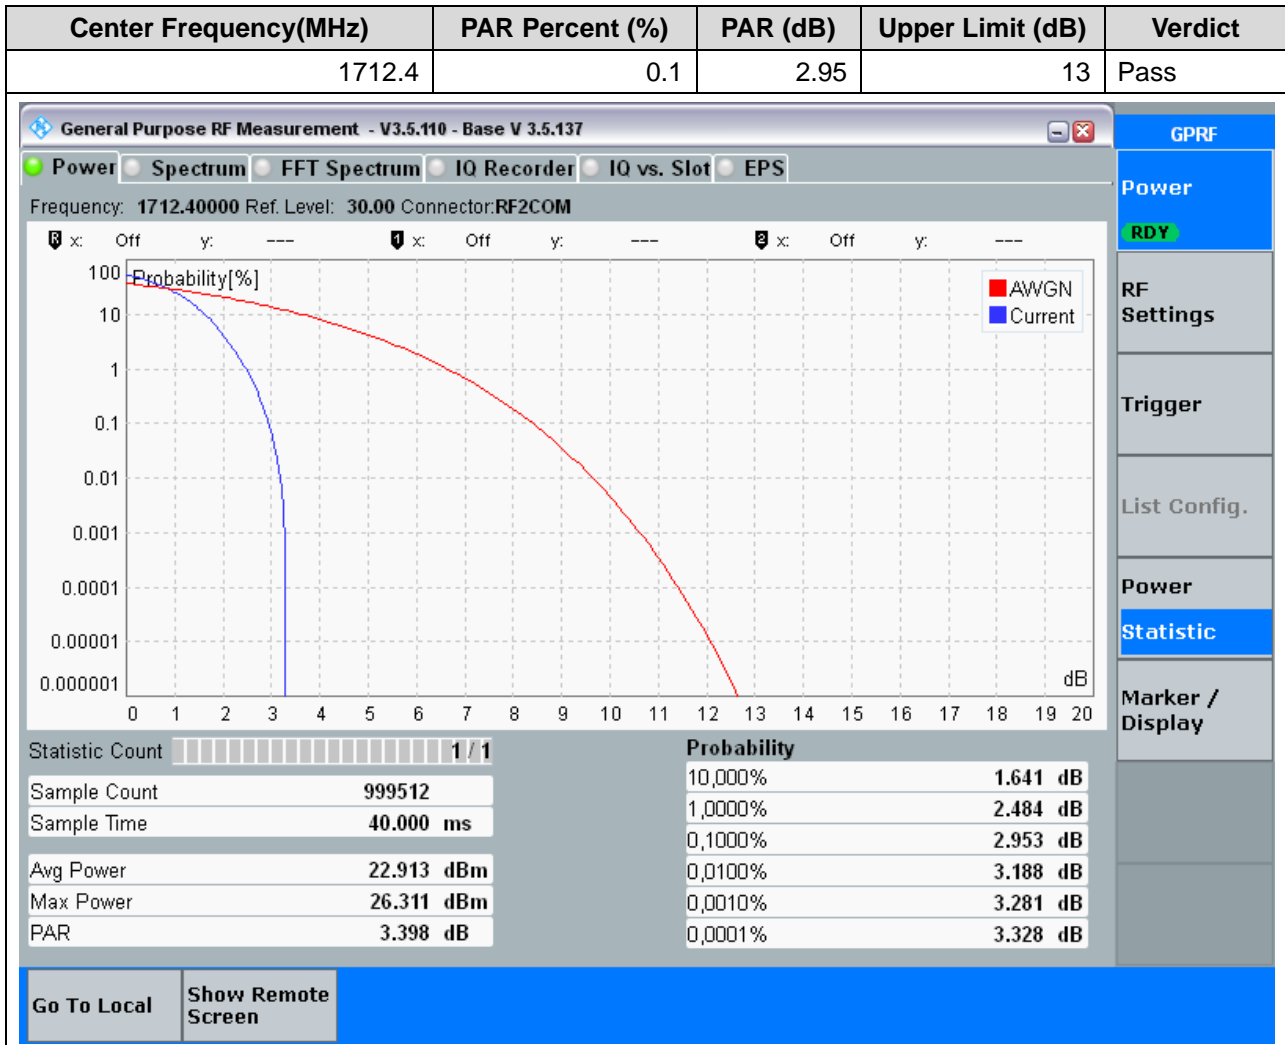 Center Frequency(MHz) PAR Percent (%) PAR (dB) Upper Limit (dB) Verdict
1712.4 0.1 2.95 13 Pass
General Purpose RF Measurement - V3.5.110 - Base V 3.5.137
GPRF
Power Spectrum FFT Spectrum IQ Recorder IQ vs. Slot EPS
Frequency: 1712.40000 Ref. Level: 30.00 Connector:RF2COM
R x: Off y: --- 1 x: Off y: --- 2 x: Off y: ---
Probability[%]
AWGN
Current
100
10
1
0.1
0.01
0.001
0.0001
0.00001
0.000001
dB
0 1 2 3 4 5 6 7 8 9 10 11 12 13 14 15 16 17 18 19 20
Statistic Count 1 / 1
Sample Count 999512
Sample Time 40.000 ms
Avg Power 22.913 dBm
Max Power 26.311 dBm
PAR 3.398 dB
Probability
10,000% 1.641 dB
1,0000% 2.484 dB
0,1000% 2.953 dB
0,0100% 3.188 dB
0,0010% 3.281 dB
0,0001% 3.328 dB
Power
RDY
RF
Settings
Trigger
List Config.
Power
Statistic
Marker /
Display
Go To Local
Show Remote
Screen